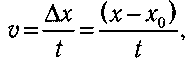 v = Δx/t = (x − x₀)/t,